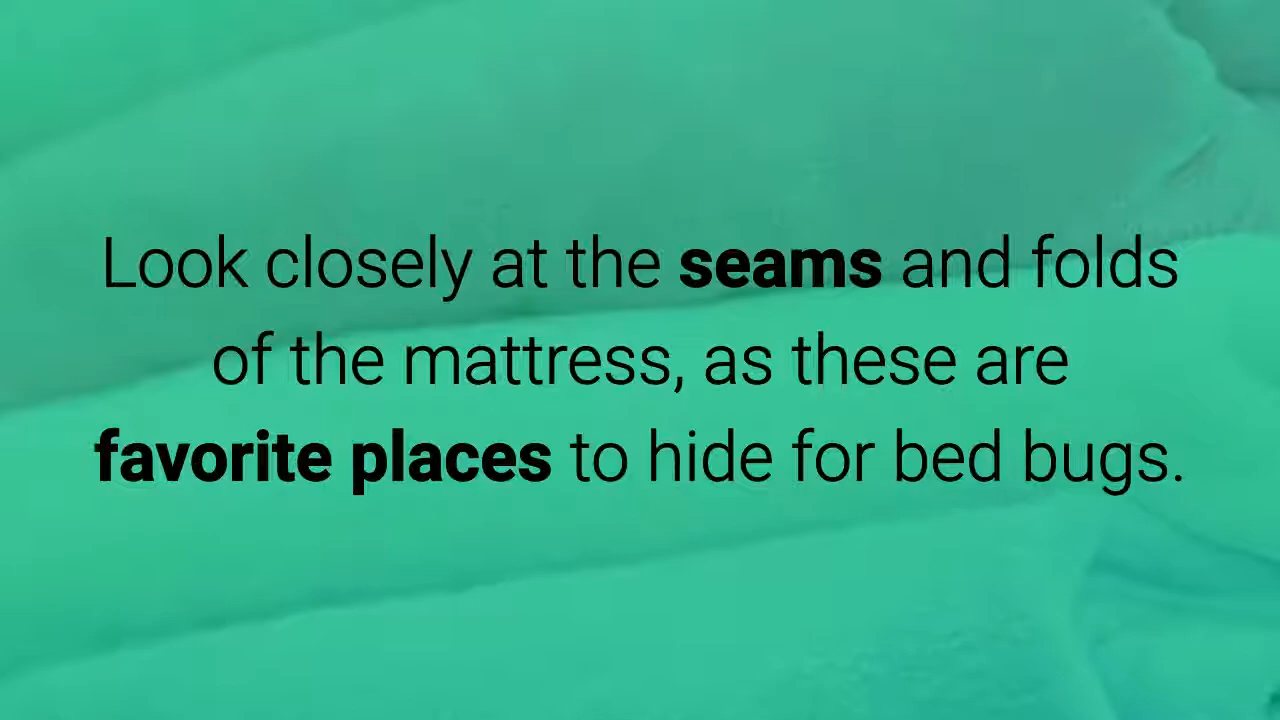 Look closely at the seams and folds
of the mattress, as these are
favorite places to hide for bed bugs.